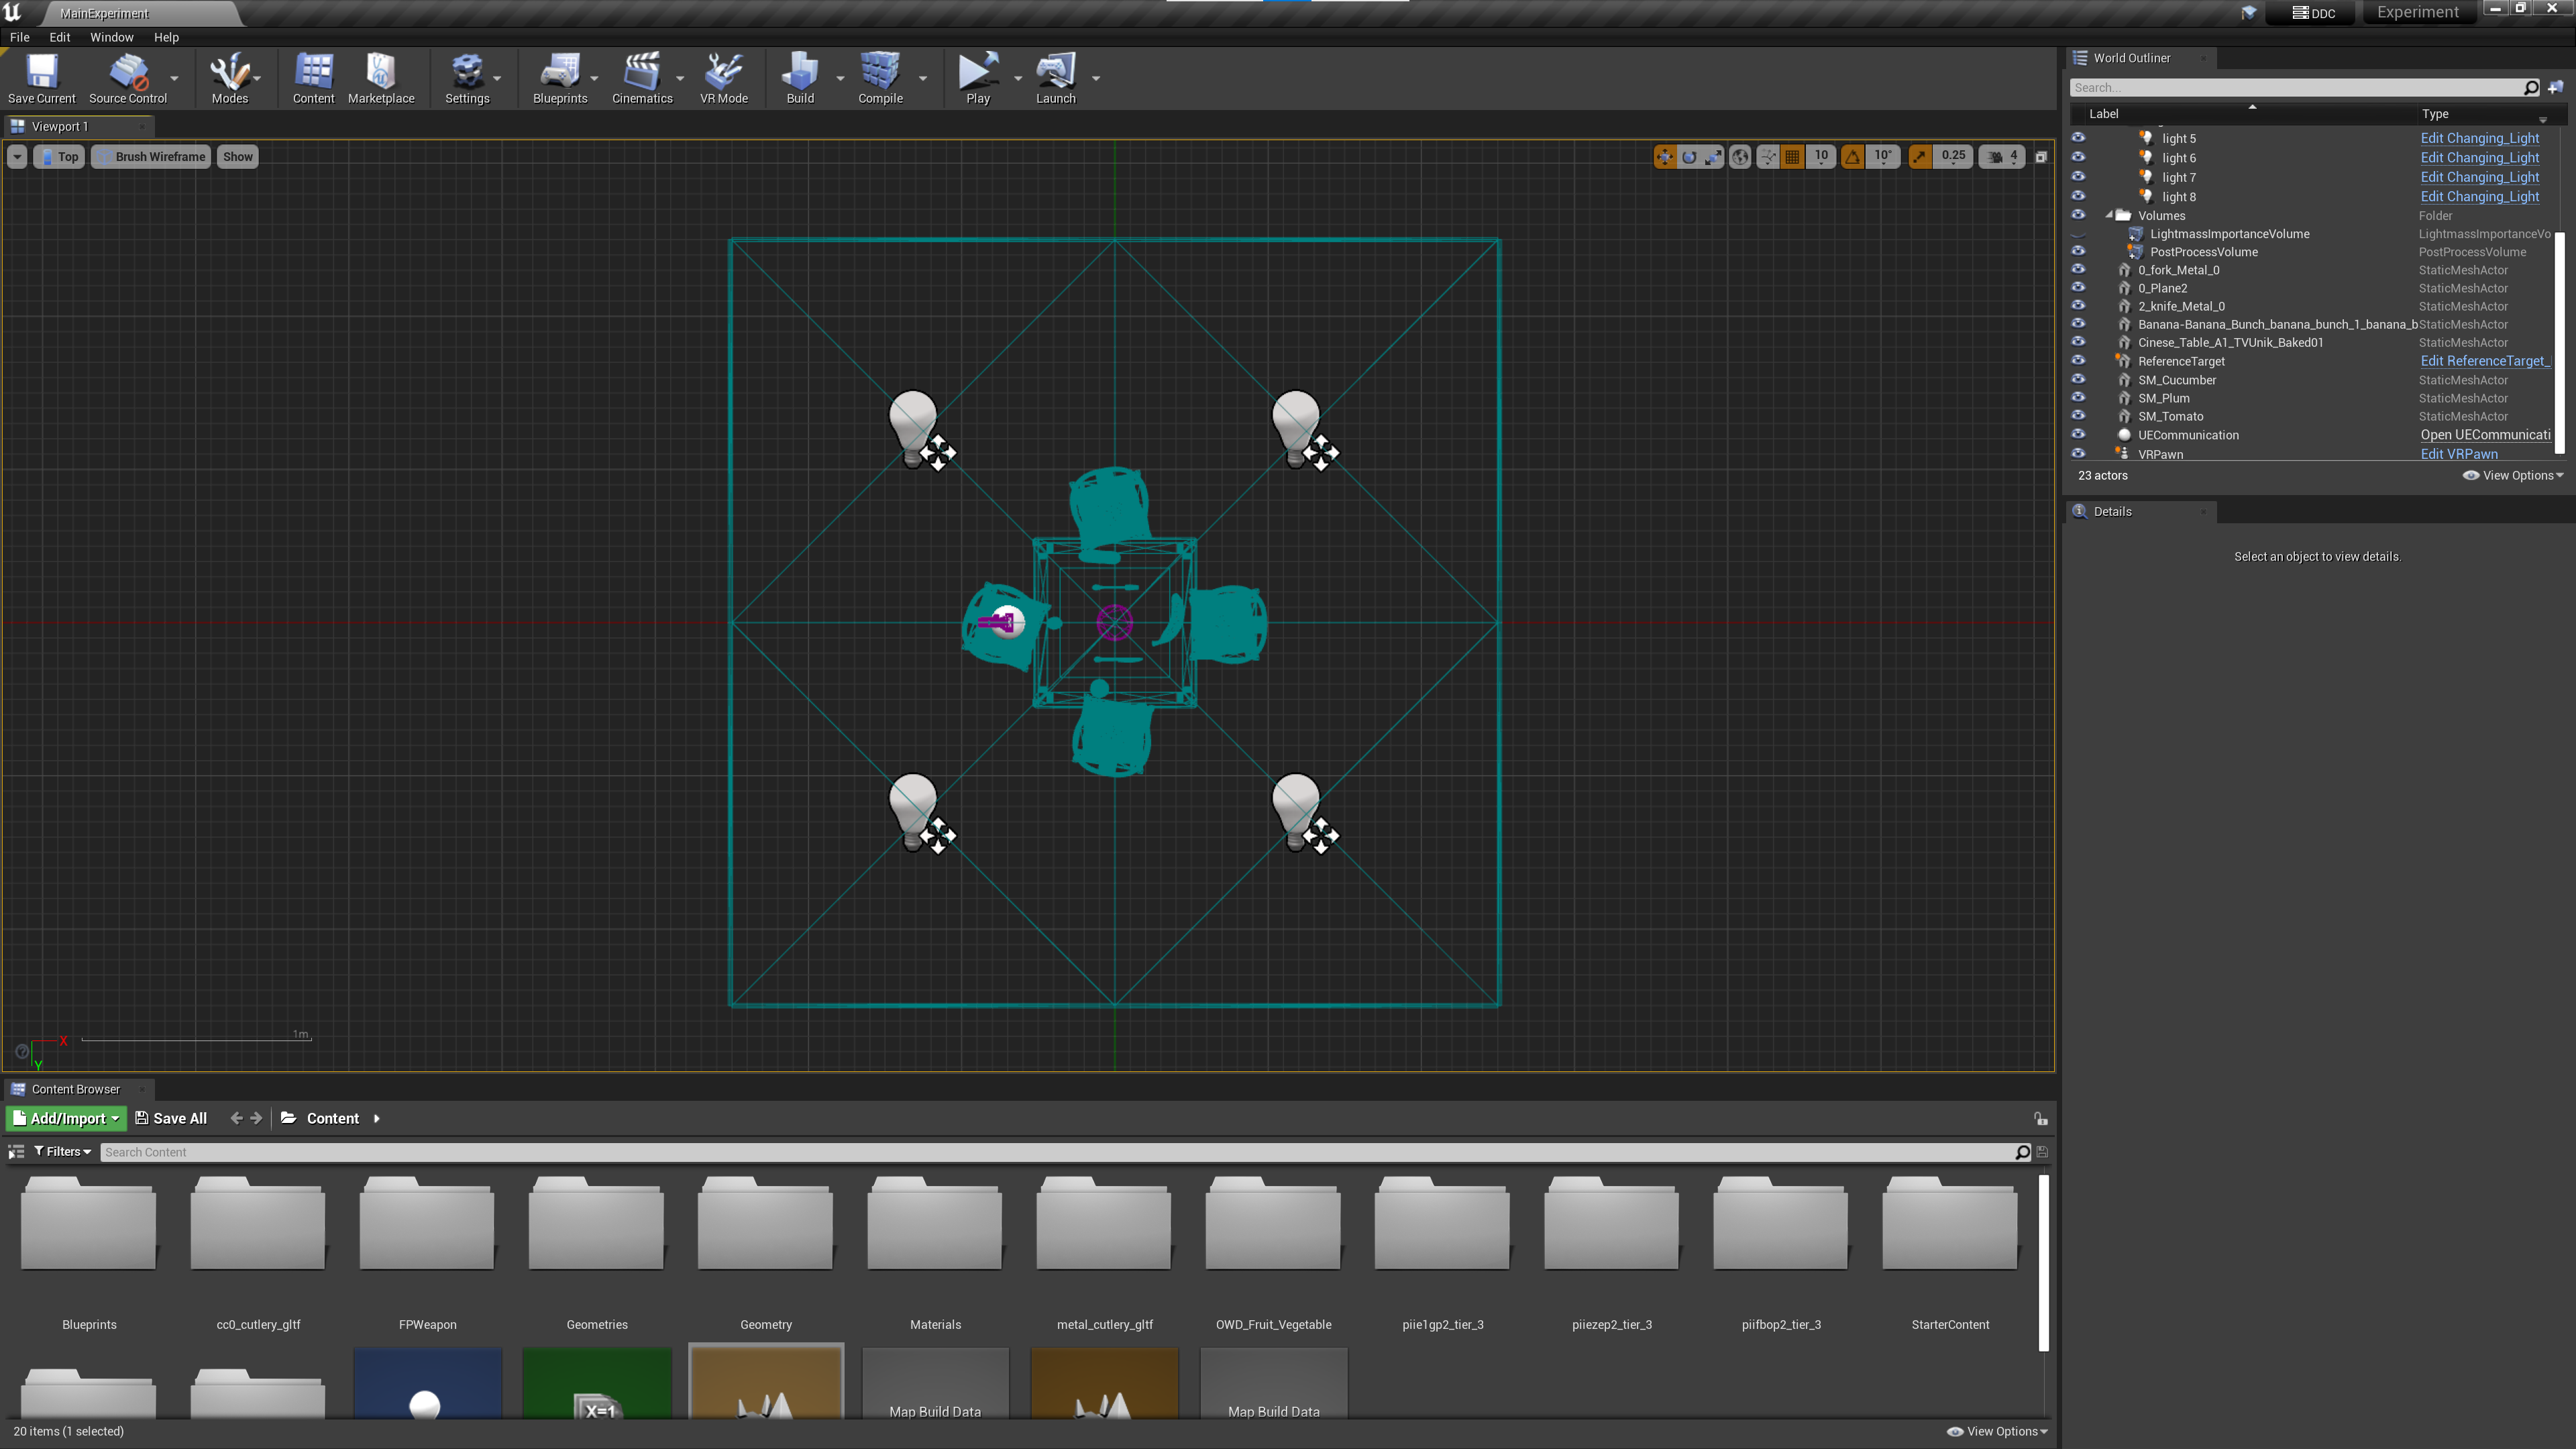 MainExperiment
DDC
Experiment
File Edit Window Help
Save Current
Source Control
Modes
Content
Marketplace
Settings
Blueprints
Cinematics
VR Mode
Build
Compile
Play
Launch
Viewport 1
Top
Brush Wireframe
Show
10
10°
0.25
4
1m
X
Y
World Outliner
Search...
Label Type
light 5 Edit Changing_Light
light 6 Edit Changing_Light
light 7 Edit Changing_Light
light 8 Edit Changing_Light
Volumes Folder
LightmassImportanceVolume LightmassImportanceVo
PostProcessVolume PostProcessVolume
0_fork_Metal_0 StaticMeshActor
0_Plane2 StaticMeshActor
2_knife_Metal_0 StaticMeshActor
Banana-Banana_Bunch_banana_bunch_1_banana_b StaticMeshActor
Cinese_Table_A1_TVUnik_Baked01 StaticMeshActor
ReferenceTarget Edit ReferenceTarget_
SM_Cucumber StaticMeshActor
SM_Plum StaticMeshActor
SM_Tomato StaticMeshActor
UECommunication Open UECommunicati
VRPawn Edit VRPawn
23 actors
View Options
Details
Select an object to view details.
Content Browser
Add/Import
Save All
Content
Filters
Search Content
Blueprints
cc0_cutlery_gltf
FPWeapon
Geometries
Geometry
Materials
metal_cutlery_gltf
OWD_Fruit_Vegetable
piie1gp2_tier_3
piiezep2_tier_3
piifbop2_tier_3
StarterContent
X=1
Map Build Data
Map Build Data
20 items (1 selected)
View Options